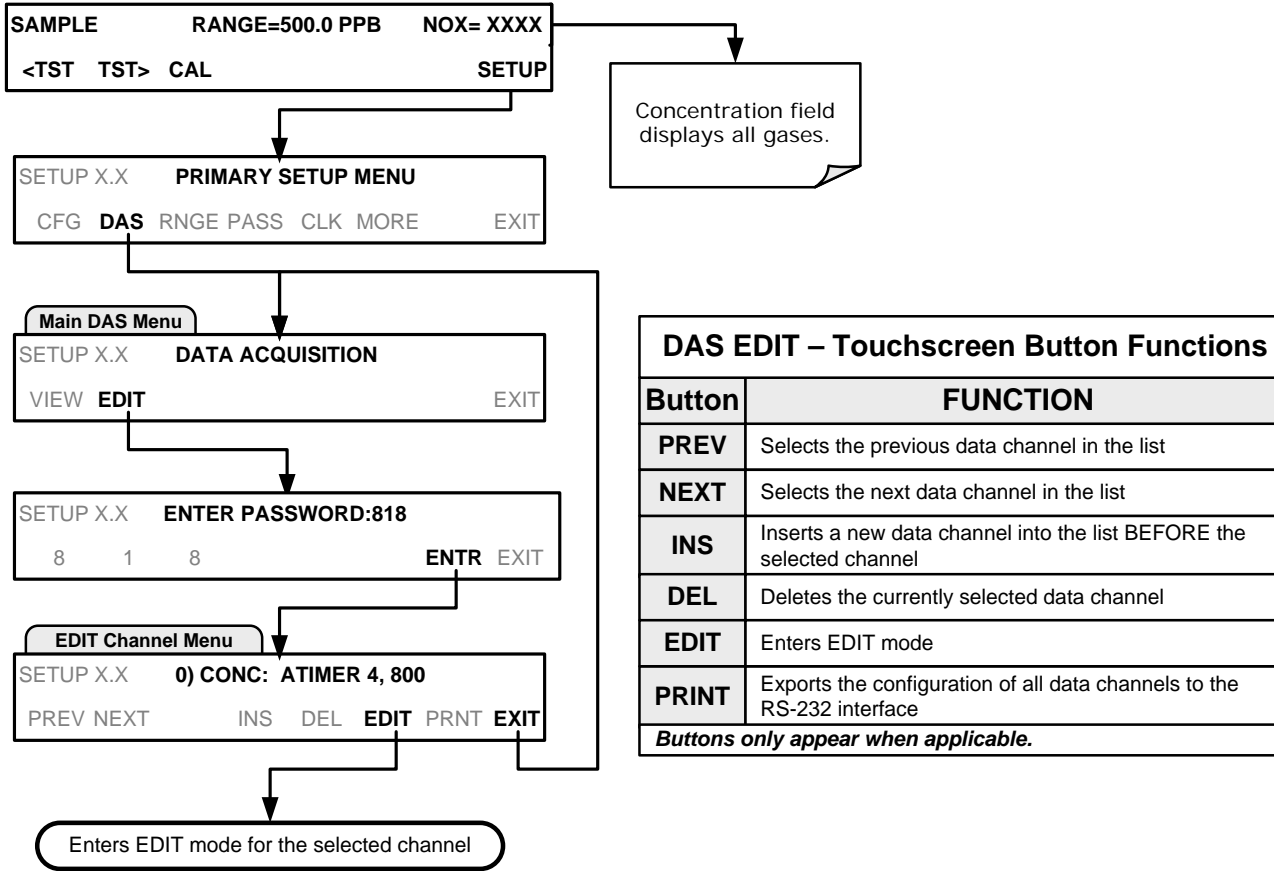 SAMPLE RANGE=500.0 PPB NOX= XXXX
<TST TST> CAL SETUP
Concentration field
displays all gases.
SETUP X.X PRIMARY SETUP MENU
CFG DAS RNGE PASS CLK MORE EXIT
Main DAS Menu
SETUP X.X DATA ACQUISITION
VIEW EDIT EXIT
SETUP X.X ENTER PASSWORD:818
8 1 8 ENTR EXIT
EDIT Channel Menu
SETUP X.X 0) CONC: ATIMER 4, 800
PREV NEXT INS DEL EDIT PRNT EXIT
Enters EDIT mode for the selected channel
DAS EDIT – Touchscreen Button Functions
Button FUNCTION
PREV Selects the previous data channel in the list
NEXT Selects the next data channel in the list
INS Inserts a new data channel into the list BEFORE the
selected channel
DEL Deletes the currently selected data channel
EDIT Enters EDIT mode
PRINT Exports the configuration of all data channels to the
RS-232 interface
Buttons only appear when applicable.